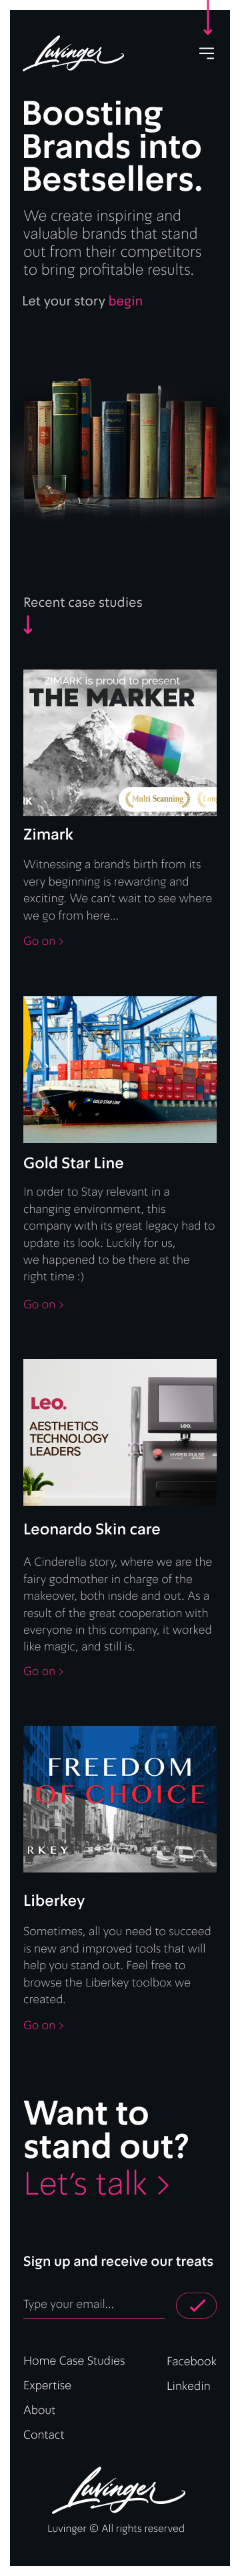 Luvinger
Boosting
Brands into
Bestsellers.
We create inspiring and
valuable brands that stand
out from their competitors
to bring profitable results.
Let your story begin
Recent case studies
ZIMARK is proud to present
THE MARKER
RK
Multi Scanning
Lon
Zimark
Witnessing a brand's birth from its
very beginning is rewarding and
exciting. We can't wait to see where
we go from here...
Go on >
GOLD STAR LINE
Gold Star Line
In order to Stay relevant in a
changing environment, this
company with its great legacy had to
update its look. Luckily for us,
we happened to be there at the
right time :)
Go on >
Leo.
AESTHETICS
TECHNOLOGY
LEADERS
Leo.
HYPER PULSE
Leonardo Skin care
A Cinderella story, where we are the
fairy godmother in charge of the
makeover, both inside and out. As a
result of the great cooperation with
everyone in this company, it worked
like magic, and still is.
Go on >
FREEDOM
OF CHOICE
RKEY
Liberkey
Sometimes, all you need to succeed
is new and improved tools that will
help you stand out. Feel free to
browse the Liberkey toolbox we
created.
Go on >
Want to
stand out?
Let's talk >
Sign up and receive our treats
Type your email...
Home Case Studies
Expertise
About
Contact
Facebook
Linkedin
Luvinger
Luvinger © All rights reserved